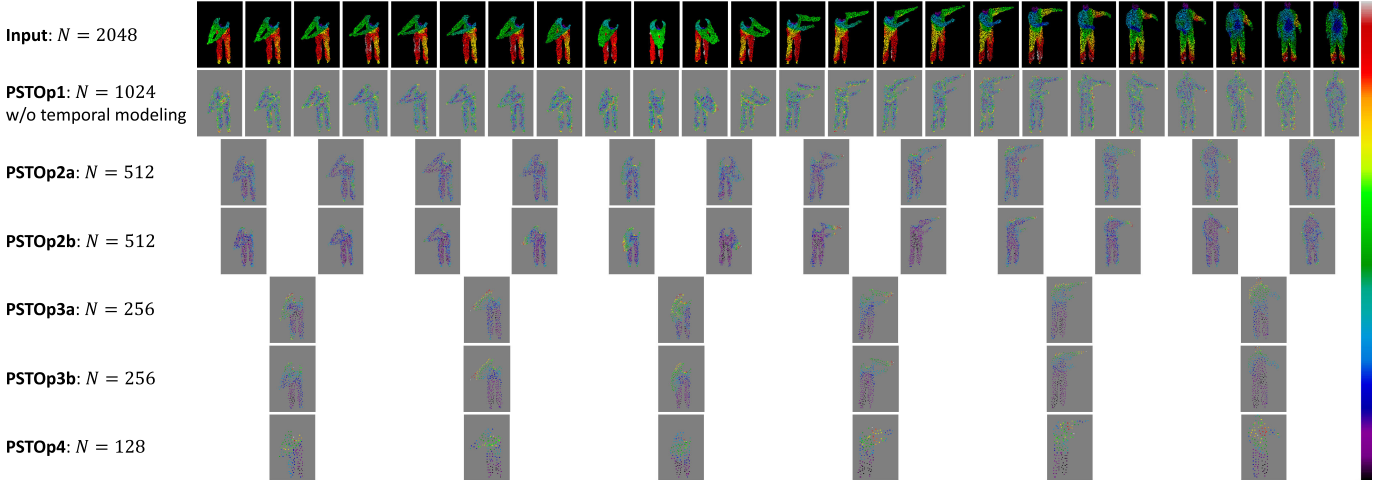 Input: N = 2048
PSTOp1: N = 1024
w/o temporal modeling
PSTOp2a: N = 512
PSTOp2b: N = 512
PSTOp3a: N = 256
PSTOp3b: N = 256
PSTOp4: N = 128